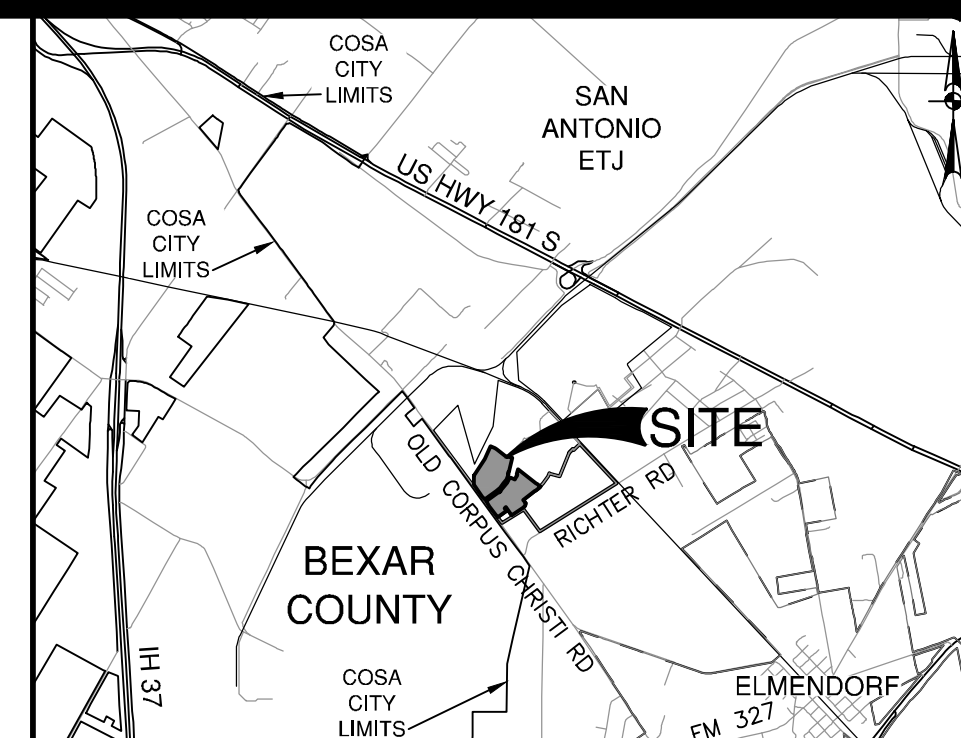 COSA
CITY
LIMITS
SAN
ANTONIO
ETJ
US HWY 181 S
COSA
CITY
LIMITS
SITE
OLD CORPUS CHRISTI RD
RICHTER RD
BEXAR
COUNTY
IH 37
COSA
CITY
LIMITS
ELMENDORF
FM 327